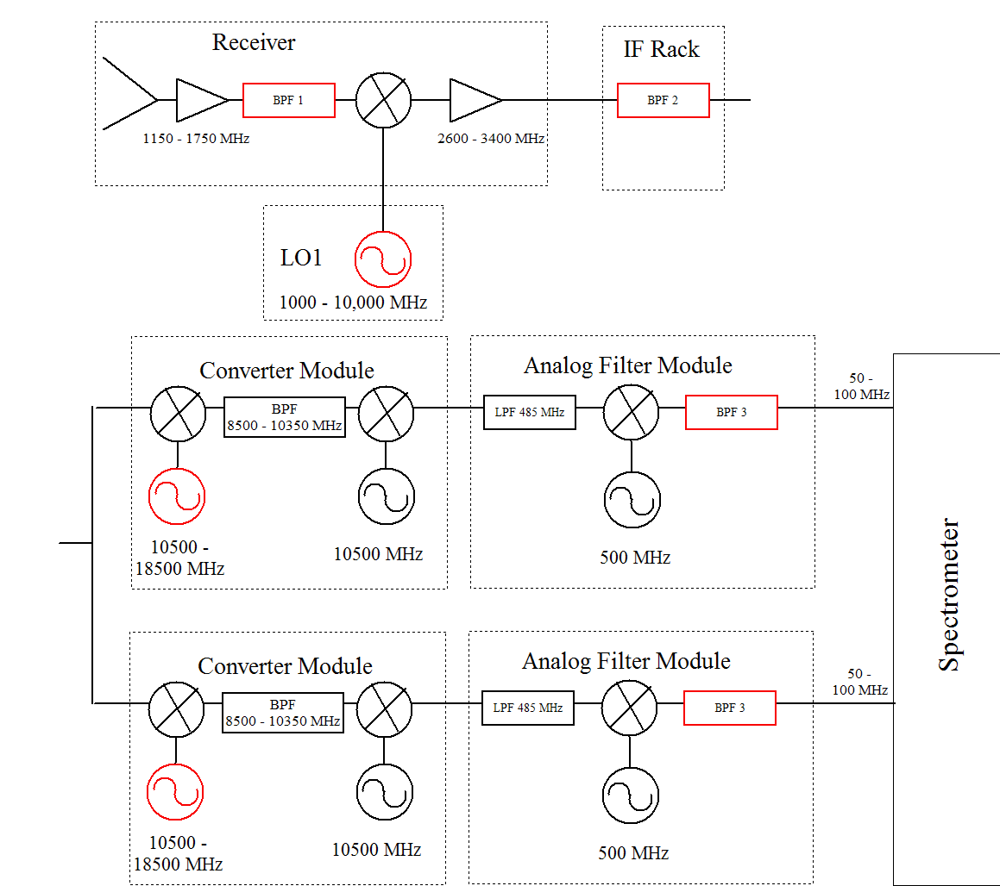 Receiver
IF Rack
BPF 1
BPF 2
1150 - 1750 MHz
2600 - 3400 MHz
LO1
1000 - 10,000 MHz
Converter Module
Analog Filter Module
50 -
100 MHz
BPF
8500 - 10350 MHz
LPF 485 MHz
BPF 3
10500 -
18500 MHz
10500 MHz
500 MHz
Spectrometer
Converter Module
Analog Filter Module
50 -
100 MHz
BPF
8500 - 10350 MHz
LPF 485 MHz
BPF 3
10500 -
18500 MHz
10500 MHz
500 MHz